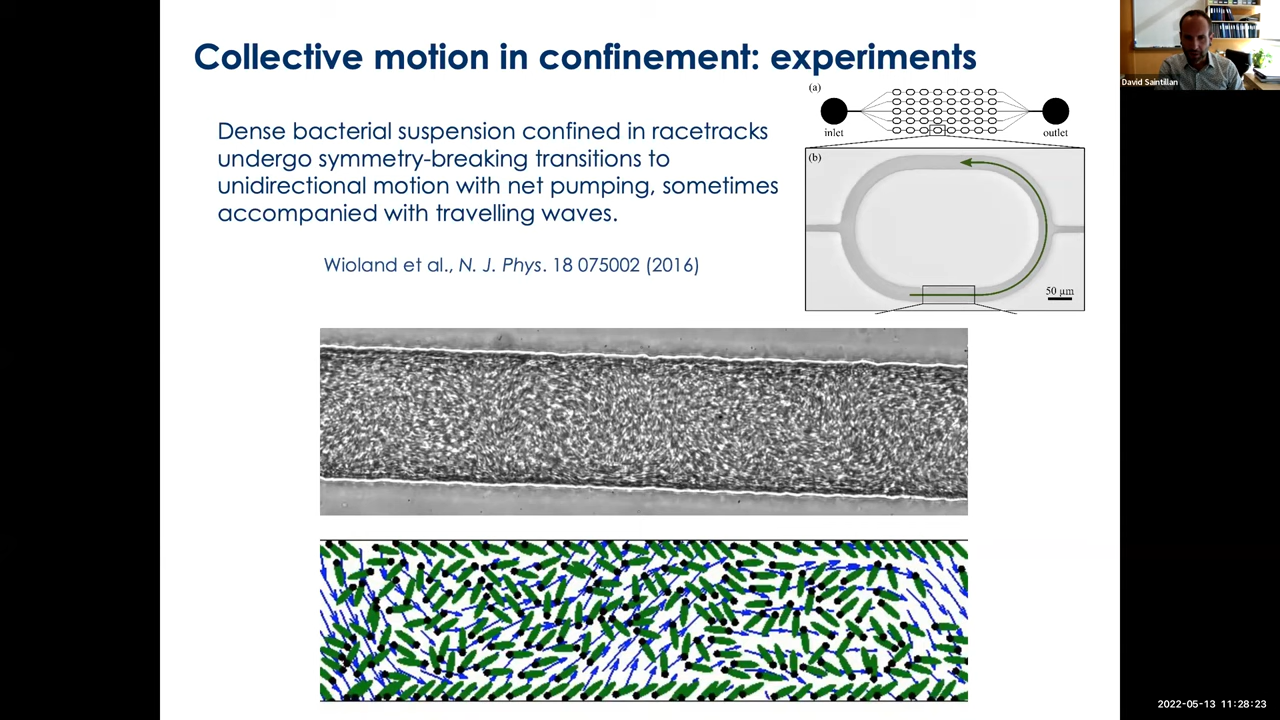 Collective motion in confinement: experiments
Dense bacterial suspension confined in racetracks
undergo symmetry-breaking transitions to
unidirectional motion with net pumping, sometimes
accompanied with travelling waves.
Wioland et al., N. J. Phys. 18 075002 (2016)
(a)
inlet
outlet
(b)
50 µm
David Saintillan
2022-05-13 11:28:23